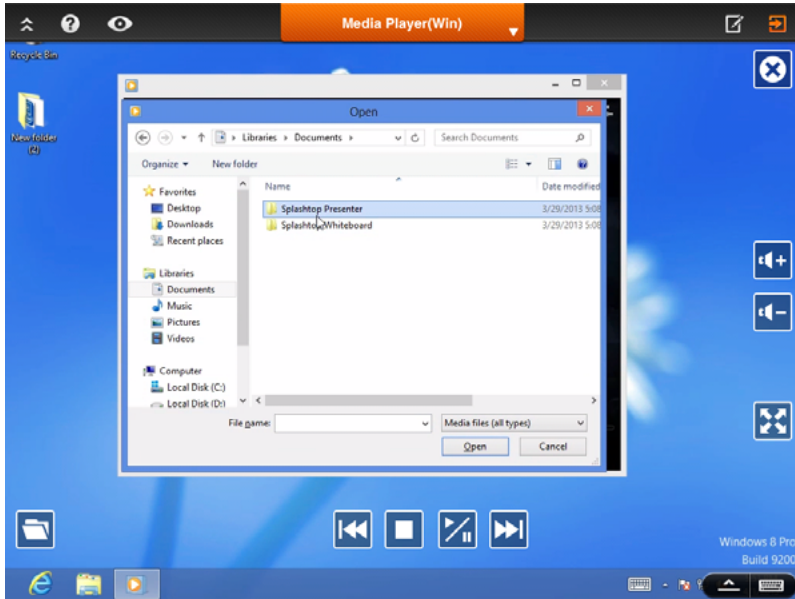 Media Player(Win)
Recycle Bin
New folder
(2)
Open
Libraries Documents
Search Documents
Organize New folder
Name Date modified
Favorites
Desktop
Downloads
Recent places
Libraries
Documents
Music
Pictures
Videos
Computer
Local Disk (C:)
Local Disk (D:)
Splashtop Presenter 3/29/2013 5:08
Splashtop Whiteboard 3/29/2013 5:08
File name: Media files (all types)
Open Cancel
Windows 8 Pro
Build 9200